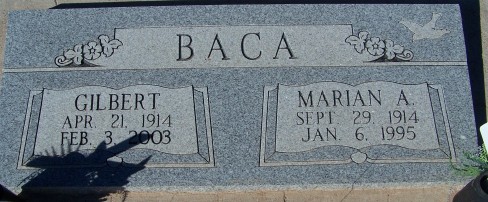 BACA
GILBERT
APR. 21, 1914
FEB. 3, 2003
MARIAN A.
SEPT. 29, 1914
JAN. 6, 1995